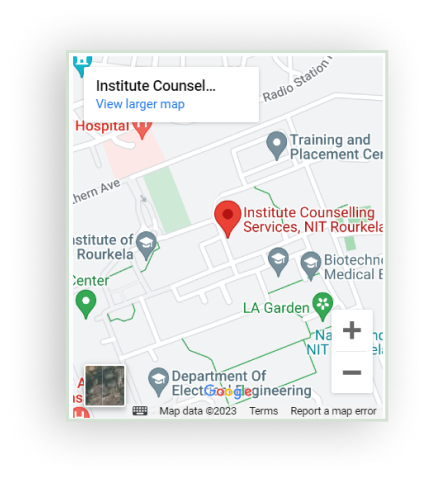 Institute Counsel...
View larger map
Radio Station
Hospital
Training and
Placement Cen
thern Ave
Institute Counselling
Services, NIT Rourkela
stitute of
Rourkela
Biotechn
Medical E
Center
LA Garden
Na
NIT
Department Of
Electrical Engineering
Google
Map data ©2023 Terms Report a map error